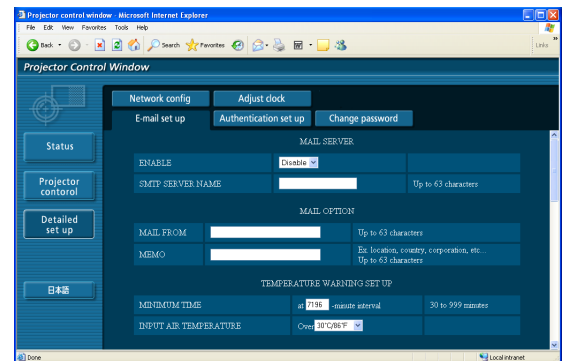 Projector control window - Microsoft Internet Explorer
File Edit View Favorites Tools Help
Back Search Favorites Links
Projector Control Window
Network config Adjust clock
E-mail set up Authentication set up Change password
Status
Projector contorol
Detailed set up
日本語
MAIL SERVER
ENABLE Disable
SMTP SERVER NAME Up to 63 characters
MAIL OPTION
MAIL FROM Up to 63 characters
MEMO Ex. location, country, corporation, etc...
Up to 63 characters
TEMPERATURE WARNING SET UP
MINIMUM TIME at 7196 -minute interval 30 to 999 minutes
INPUT AIR TEMPERATURE Over 30°C/86°F
Done Local intranet